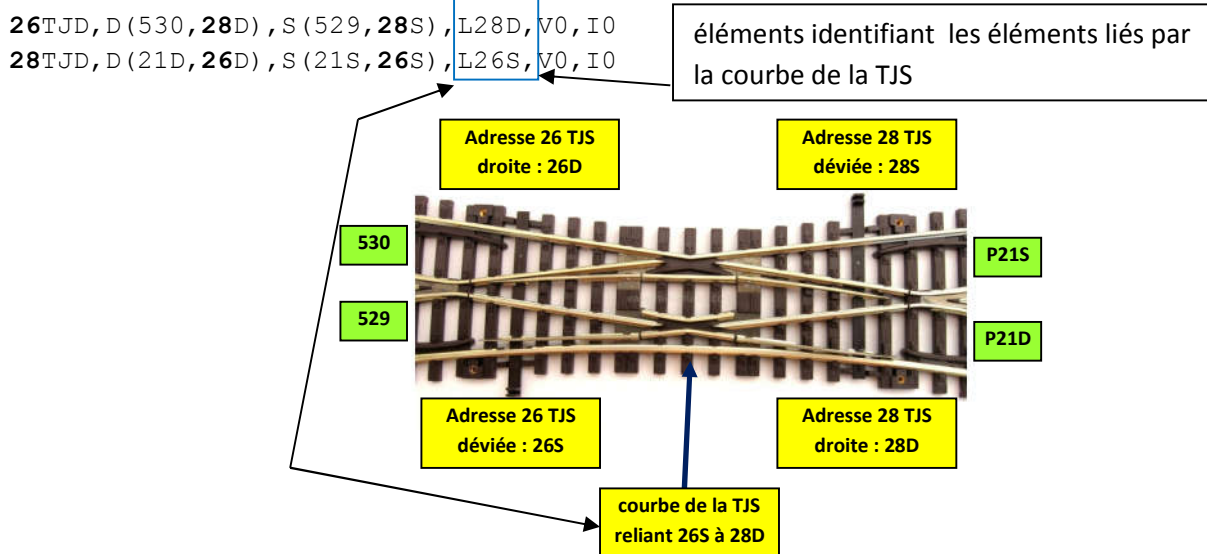 26TJD,D(530,28D),S(529,28S),L28D,V0,I0
28TJD,D(21D,26D),S(21S,26S),L26S,V0,I0
éléments identifiant les éléments liés par
la courbe de la TJS
Adresse 26 TJS
droite : 26D
Adresse 28 TJS
déviée : 28S
530
P21S
529
P21D
Adresse 26 TJS
déviée : 26S
Adresse 28 TJS
droite : 28D
courbe de la TJS
reliant 26S à 28D